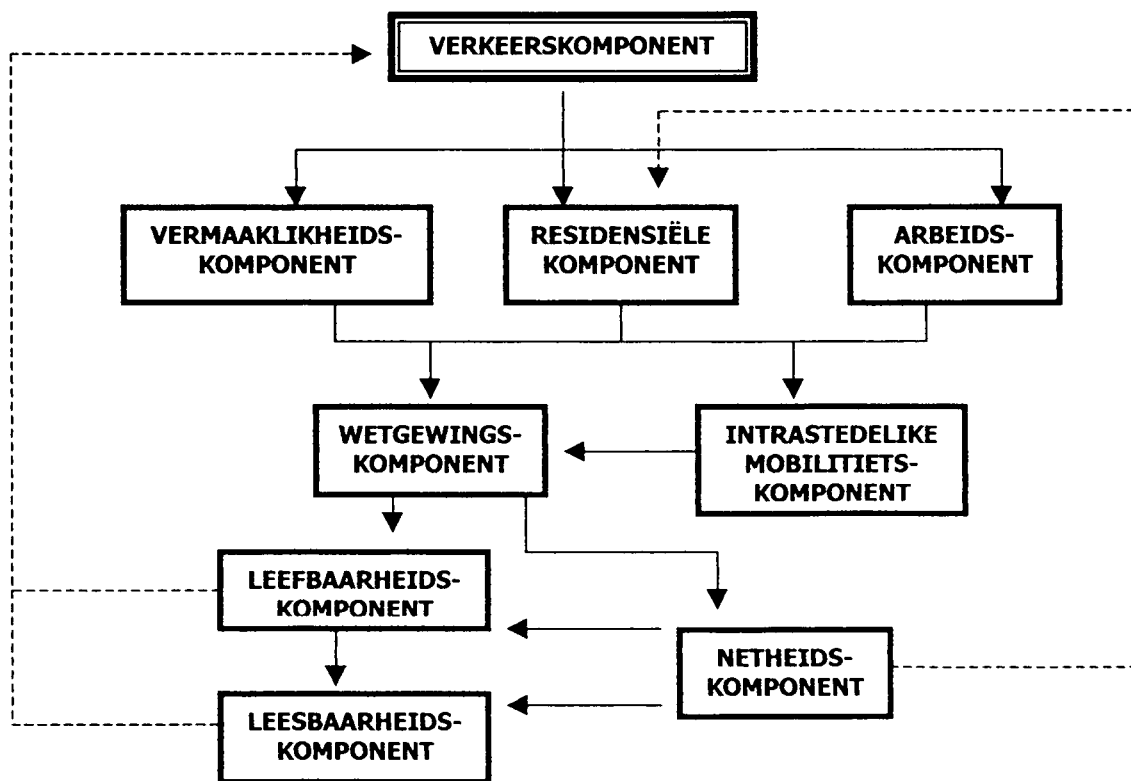 VERKEERSKOMPONENT
VERMAAKLIKHEIDS-
KOMPONENT
RESIDENSIËLE
KOMPONENT
ARBEIDS-
KOMPONENT
WETGEWINGS-
KOMPONENT
INTRASTEDELIKE
MOBILITIETS-
KOMPONENT
LEEFBAARHEIDS-
KOMPONENT
NETHEIDS-
KOMPONENT
LEESBAARHEIDS-
KOMPONENT